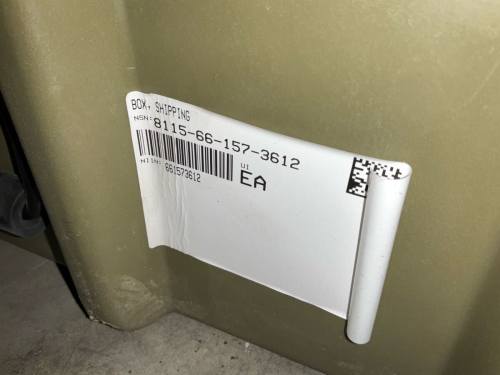 BOX, SHIPPING
NSN: 8115-66-157-3612
UI
NIIN: 661573612
EA